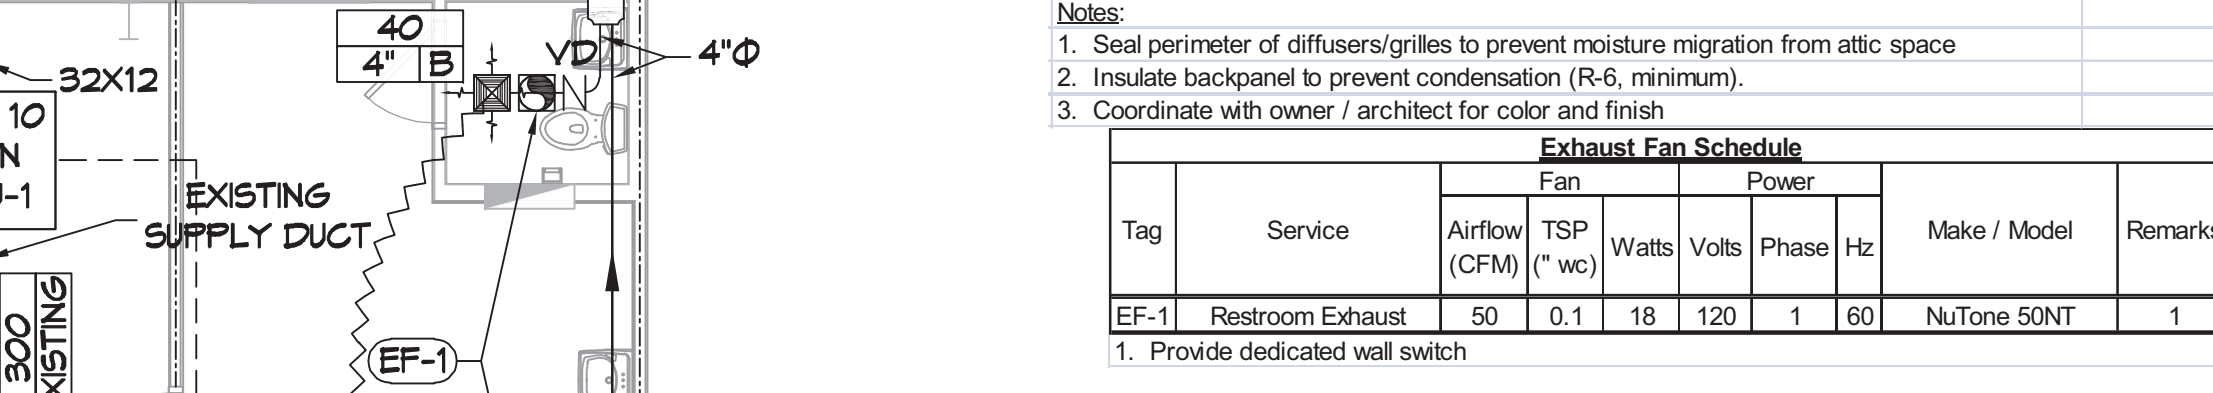 40
4" B
VD
4"Φ
32X12
10
N
-1
EXISTING
SUPPLY DUCT
300
EXISTING
EF-1
Notes:
1. Seal perimeter of diffusers/grilles to prevent moisture migration from attic space
2. Insulate backpanel to prevent condensation (R-6, minimum).
3. Coordinate with owner / architect for color and finish
Exhaust Fan Schedule
Fan Power
Tag Service Airflow (CFM) TSP (" wc) Watts Volts Phase Hz Make / Model Remarks
EF-1 Restroom Exhaust 50 0.1 18 120 1 60 NuTone 50NT 1
1. Provide dedicated wall switch